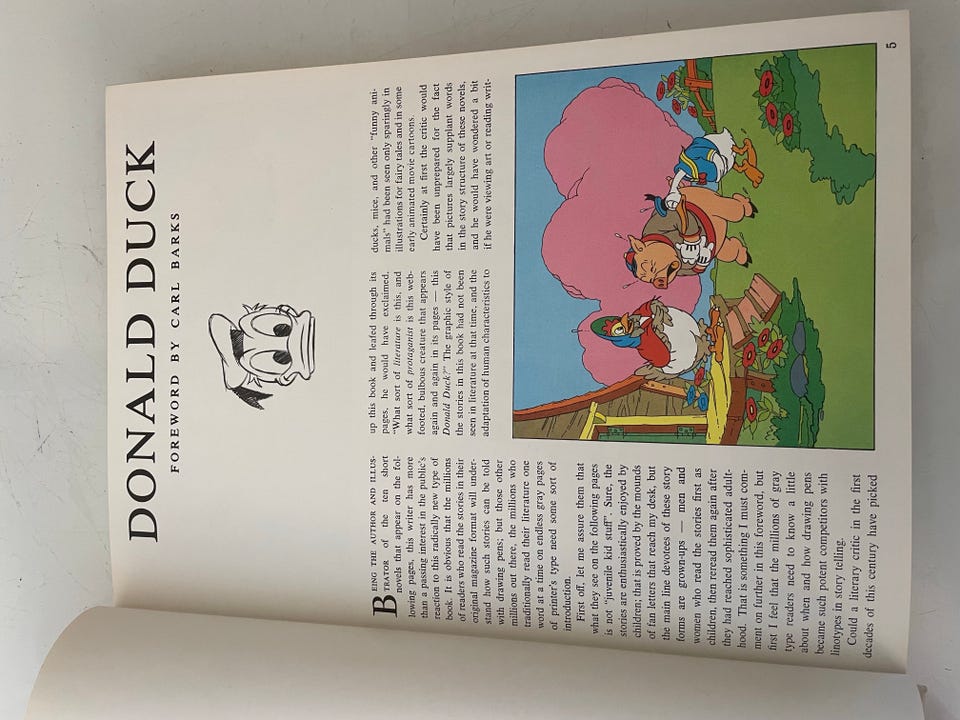 DONALD DUCK
FOREWORD BY CARL BARKS
BEING THE AUTHOR AND ILLUS-
TRATOR of the ten short
novels that appear on the fol-
lowing pages, this writer has more
than a passing interest in the public's
reaction to this radically new type of
book. It is obvious that the millions
of readers who read the stories in their
original magazine format will under-
stand how such stories can be told
with drawing pens; but those other
millions out there, the millions who
traditionally read their literature one
word at a time on endless gray pages
of printer's type need some sort of
introduction.
First off, let me assure them that
what they see on the following pages
is not "juvenile kid stuff". Sure, the
stories are enthusiastically enjoyed by
children; that is proved by the mounds
of fan letters that reach my desk, but
the main line devotees of these story
forms are grown-ups — men and
women who read the stories first as
children, then reread them again after
they had reached sophisticated adult-
hood. That is something I must com-
ment on further in this foreword, but
first I feel that the millions of gray
type readers need to know a little
about when and how drawing pens
became such potent competitors with
linotypes in story telling.
Could a literary critic in the first
decades of this century have picked
up this book and leafed through its
pages, he would have exclaimed,
"What sort of literature is this, and
what sort of protaganist is this web-
footed, bulbous creature that appears
again and again in its pages — this
Donald Duck?" The graphic style of
the stories in this book had not been
seen in literature at that time, and the
adaptation of human characteristics to
ducks, mice, and other "funny ani-
mals" had been seen only sparingly in
illustrations for fairy tales and in some
early animated movie cartoons.
Certainly at first the critic would
have been unprepared for the fact
that pictures largely supplant words
in the story structure of these novels,
and he would have wondered a bit
if he were viewing art or reading writ-
5